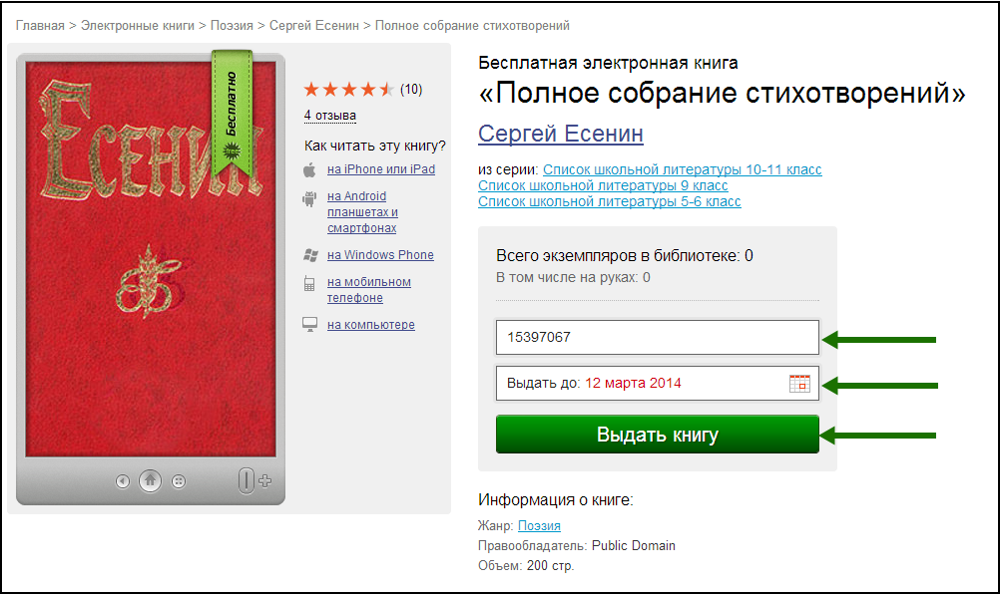 Главная > Электронные книги > Поэзия > Сергей Есенин > Полное собрание стихотворений
Есенин
Бесплатно
(10)
4 отзыва
Как читать эту книгу?
на iPhone или iPad
на Android
планшетах и
смартфонах
на Windows Phone
на мобильном
телефоне
на компьютере
Бесплатная электронная книга
«Полное собрание стихотворений»
Сергей Есенин
из серии: Список школьной литературы 10-11 класс
Список школьной литературы 9 класс
Список школьной литературы 5-6 класс
Всего экземпляров в библиотеке: 0
В том числе на руках: 0
15397067
Выдать до: 12 марта 2014
Выдать книгу
Информация о книге:
Жанр: Поэзия
Правообладатель: Public Domain
Объем: 200 стр.